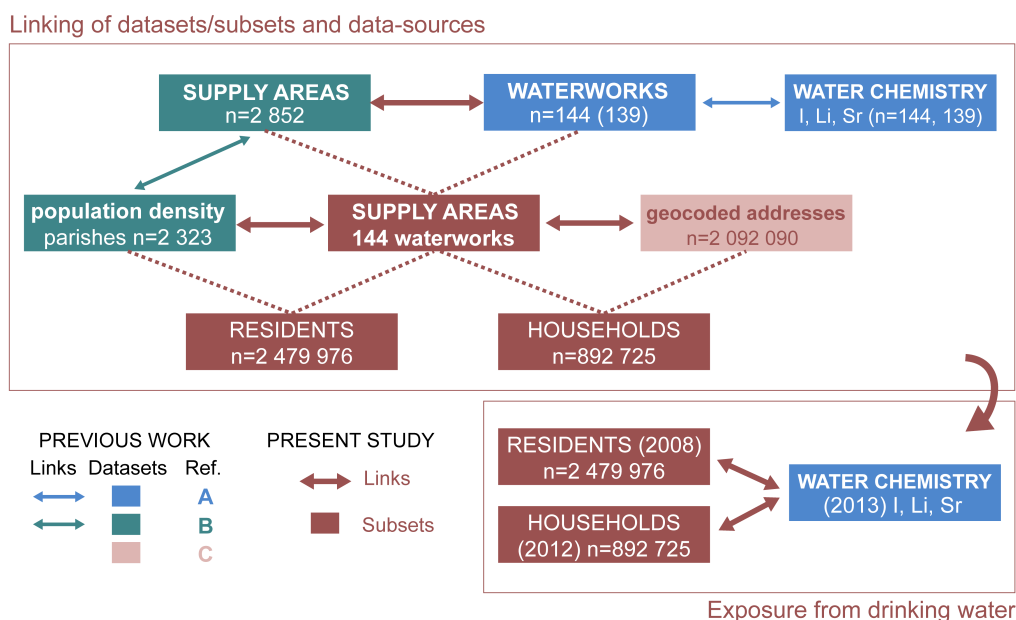 Linking of datasets/subsets and data-sources
SUPPLY AREAS
n=2 852
WATERWORKS
n=144 (139)
WATER CHEMISTRY
I, Li, Sr (n=144, 139)
population density
parishes n=2 323
SUPPLY AREAS
144 waterworks
geocoded addresses
n=2 092 090
RESIDENTS
n=2 479 976
HOUSEHOLDS
n=892 725
PREVIOUS WORK
Links Datasets Ref.
A
B
C
PRESENT STUDY
Links
Subsets
RESIDENTS (2008)
n=2 479 976
HOUSEHOLDS
(2012) n=892 725
WATER CHEMISTRY
(2013) I, Li, Sr
Exposure from drinking water